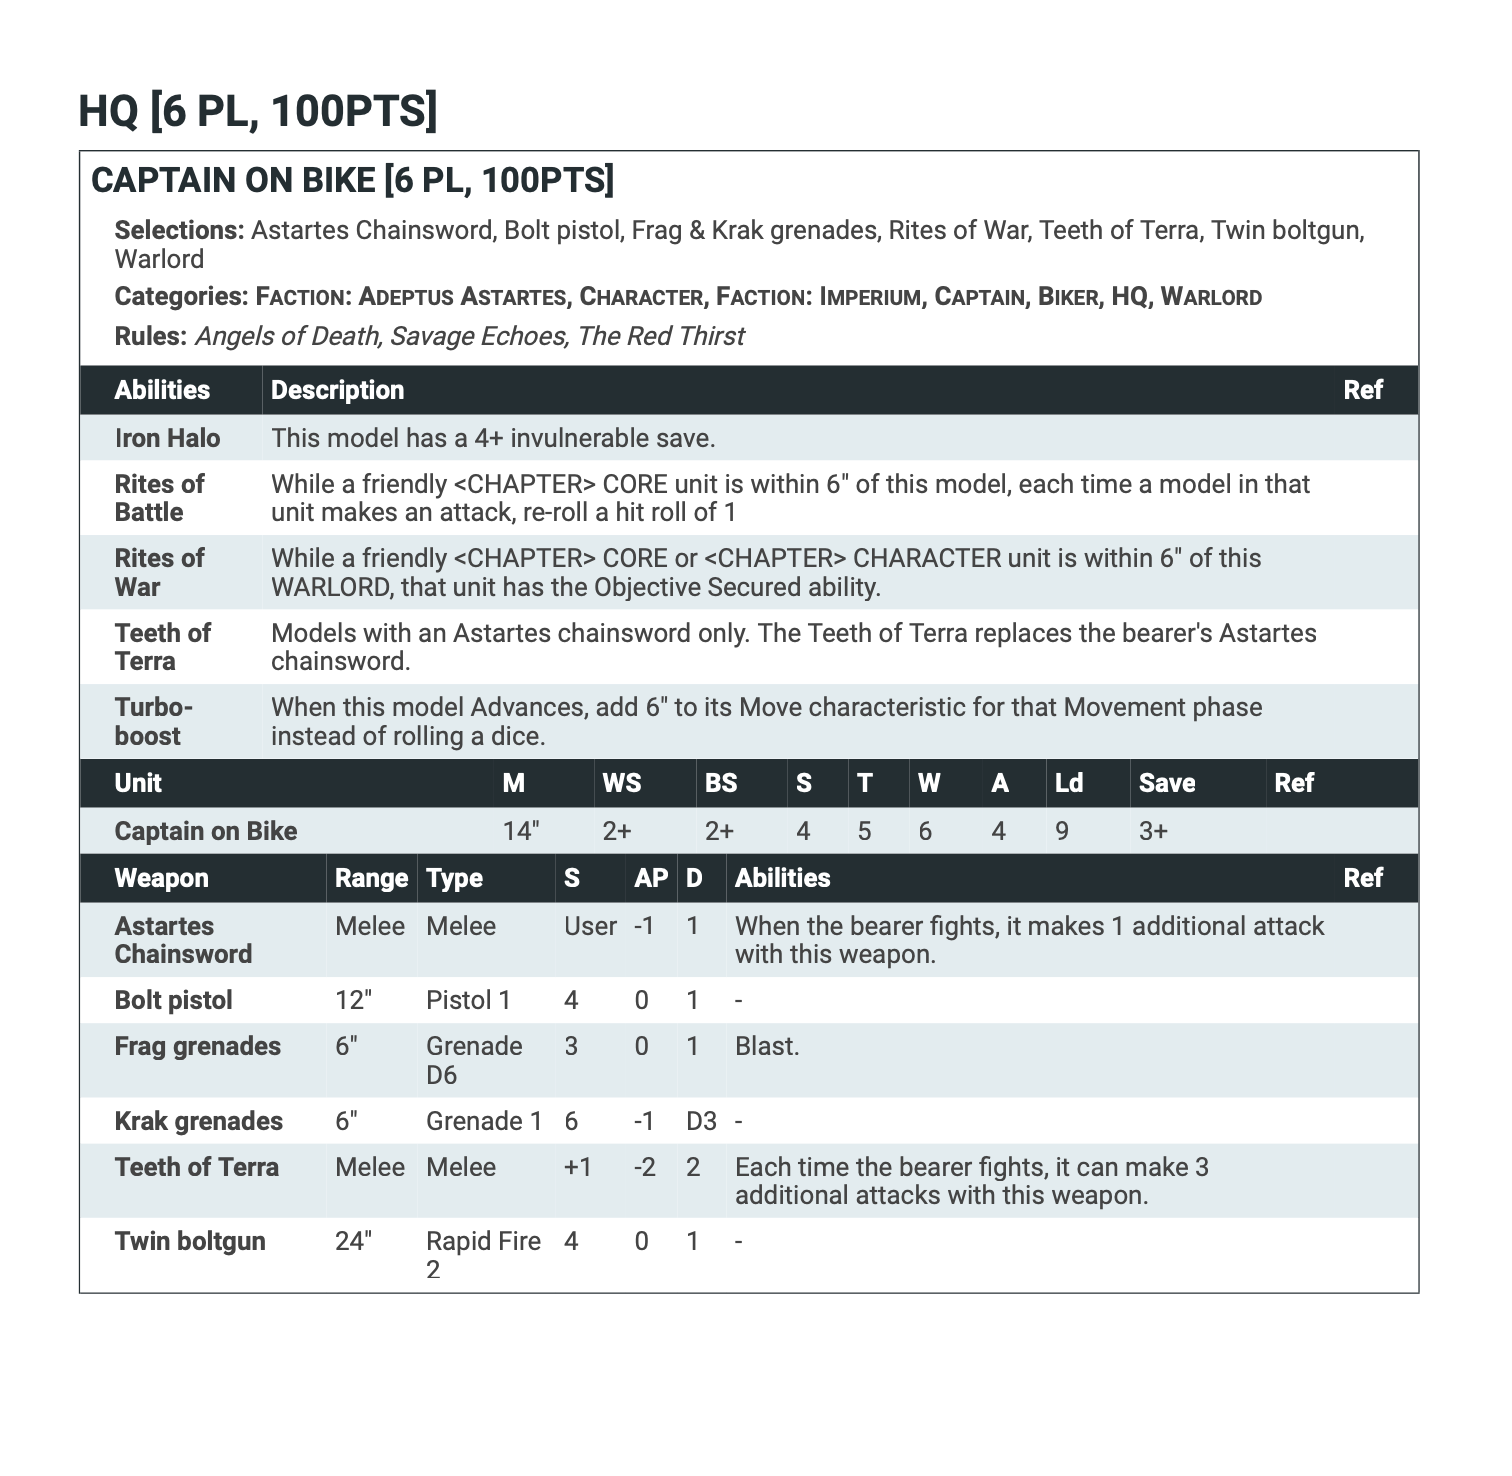 HQ [6 PL, 100PTS]
CAPTAIN ON BIKE [6 PL, 100PTS]
Selections: Astartes Chainsword, Bolt pistol, Frag & Krak grenades, Rites of War, Teeth of Terra, Twin boltgun,
Warlord
Categories: FACTION: ADEPTUS ASTARTES, CHARACTER, FACTION: IMPERIUM, CAPTAIN, BIKER, HQ, WARLORD
Rules: Angels of Death, Savage Echoes, The Red Thirst
Abilities Description Ref
Iron Halo This model has a 4+ invulnerable save.
Rites of While a friendly <CHAPTER> CORE unit is within 6" of this model, each time a model in that
Battle unit makes an attack, re-roll a hit roll of 1
Rites of While a friendly <CHAPTER> CORE or <CHAPTER> CHARACTER unit is within 6" of this
War WARLORD, that unit has the Objective Secured ability.
Teeth of Models with an Astartes chainsword only. The Teeth of Terra replaces the bearer's Astartes
Terra chainsword.
Turbo- When this model Advances, add 6" to its Move characteristic for that Movement phase
boost instead of rolling a dice.
Unit M WS BS S T W A Ld Save Ref
Captain on Bike 14" 2+ 2+ 4 5 6 4 9 3+
Weapon Range Type S AP D Abilities Ref
Astartes Melee Melee User -1 1 When the bearer fights, it makes 1 additional attack
Chainsword with this weapon.
Bolt pistol 12" Pistol 1 4 0 1 -
Frag grenades 6" Grenade 3 0 1 Blast.
D6
Krak grenades 6" Grenade 1 6 -1 D3 -
Teeth of Terra Melee Melee +1 -2 2 Each time the bearer fights, it can make 3
additional attacks with this weapon.
Twin boltgun 24" Rapid Fire 4 0 1 -
2